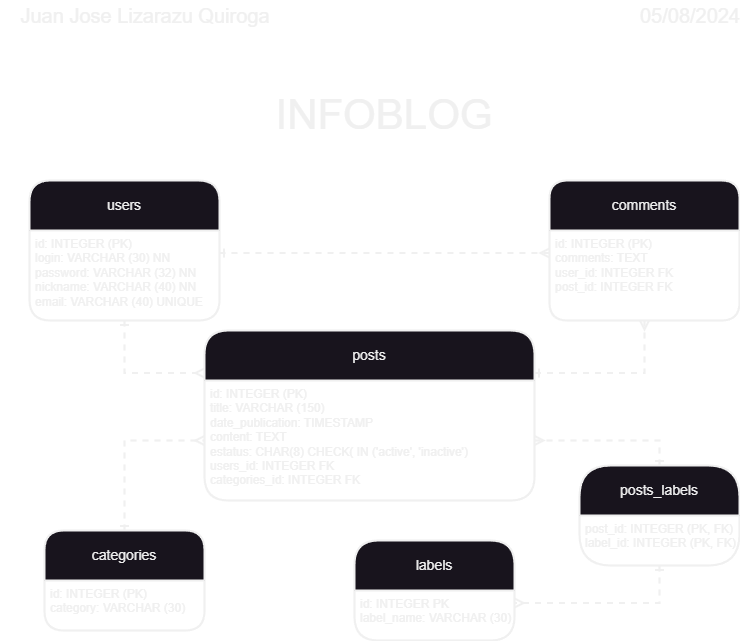 Juan Jose Lizarazu Quiroga
05/08/2024
INFOBLOG
users
id: INTEGER (PK)
login: VARCHAR (30) NN
password: VARCHAR (32) NN
nickname: VARCHAR (40) NN
email: VARCHAR (40) UNIQUE
comments
id: INTEGER (PK)
comments: TEXT
user_id: INTEGER FK
post_id: INTEGER FK
posts
id: INTEGER (PK)
title: VARCHAR (150)
date_publication: TIMESTAMP
content: TEXT
estatus: CHAR(8) CHECK( IN ('active', 'inactive')
users_id: INTEGER FK
categories_id: INTEGER FK
posts_labels
post_id: INTEGER (PK, FK)
label_id: INTEGER (PK, FK)
categories
id: INTEGER (PK)
category: VARCHAR (30)
labels
id: INTEGER PK
label_name: VARCHAR (30)